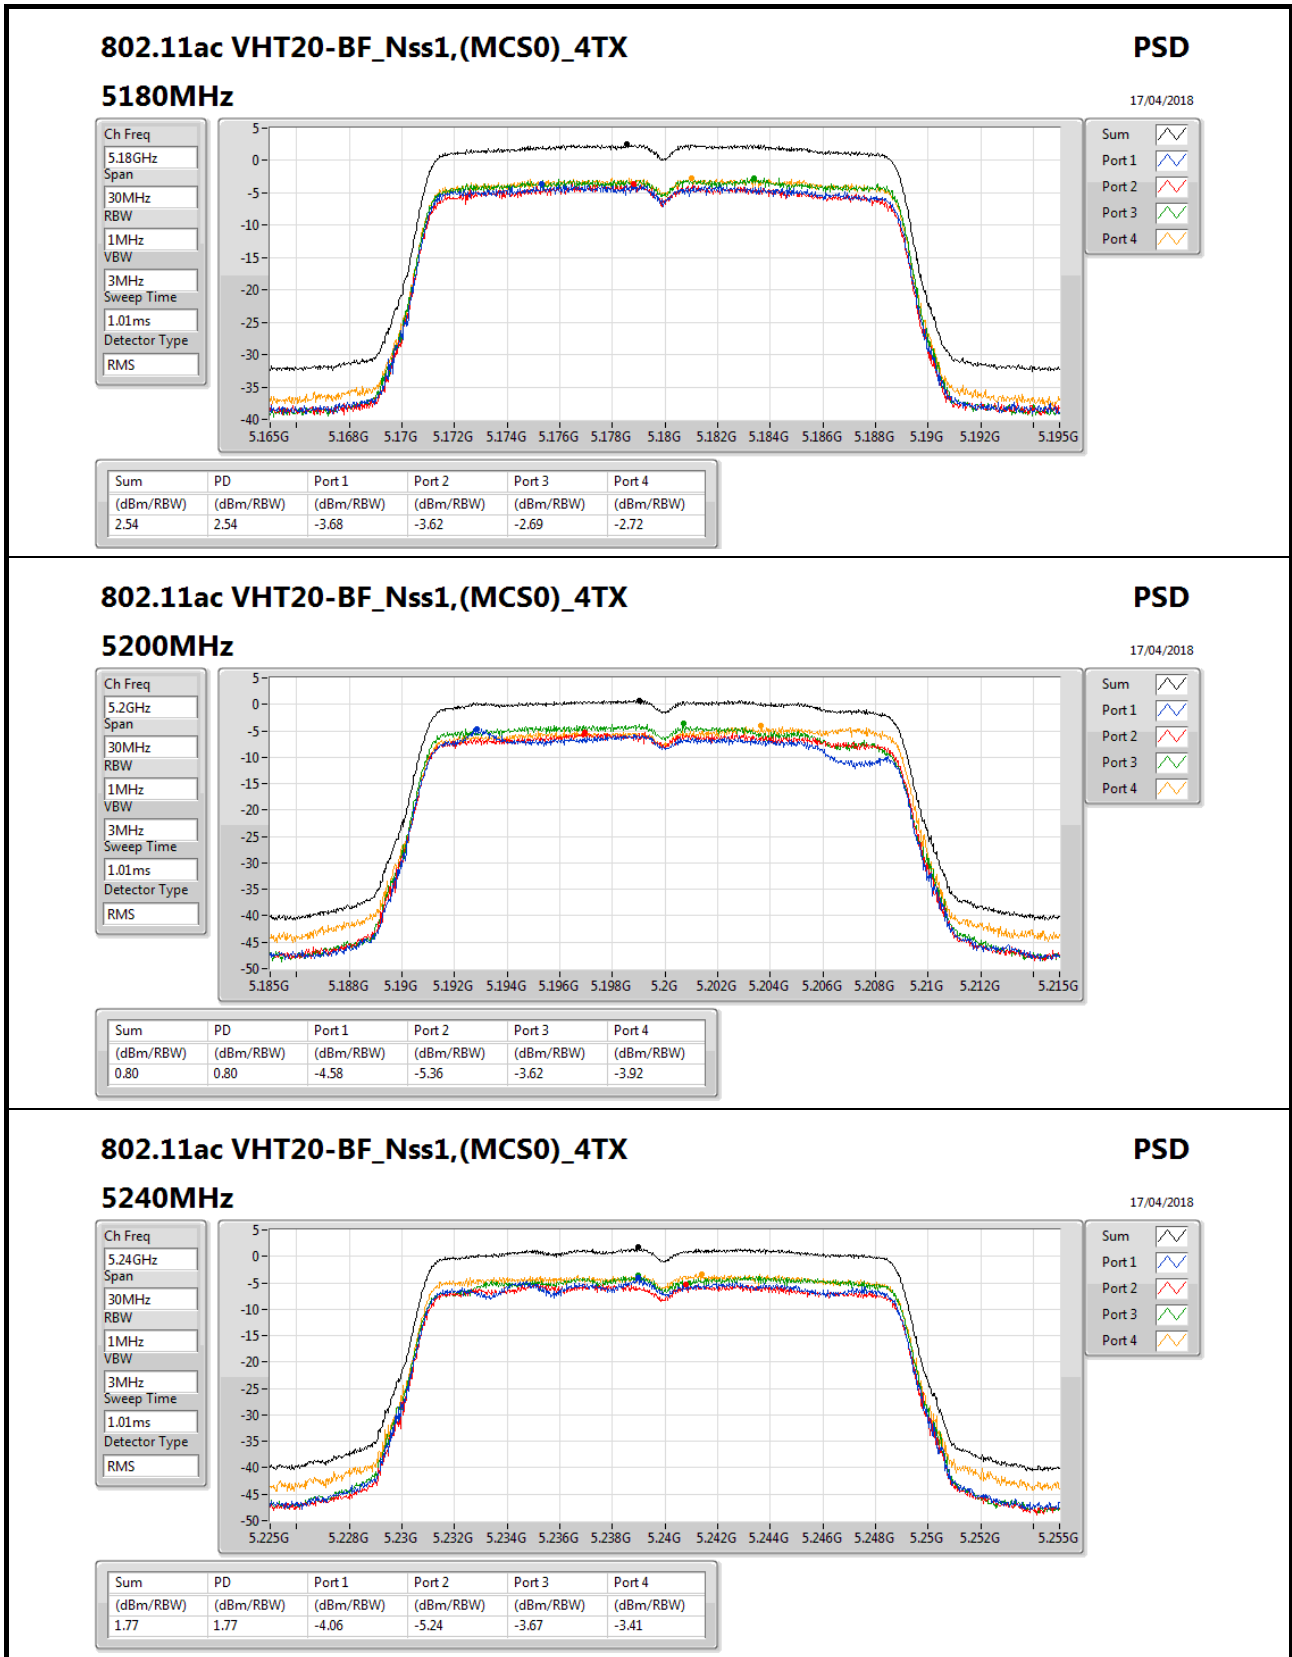 802.11ac VHT20-BF_Nss1,(MCS0)_4TX PSD
5180MHz 17/04/2018
Ch Freq
5.18GHz
Span
30MHz
RBW
1MHz
VBW
3MHz
Sweep Time
1.01ms
Detector Type
RMS
5
0
-5
-10
-15
-20
-25
-30
-35
-40
5.165G 5.168G 5.17G 5.172G 5.174G 5.176G 5.178G 5.18G 5.182G 5.184G 5.186G 5.188G 5.19G 5.192G 5.195G
Sum
Port 1
Port 2
Port 3
Port 4
Sum PD Port 1 Port 2 Port 3 Port 4
(dBm/RBW) (dBm/RBW) (dBm/RBW) (dBm/RBW) (dBm/RBW) (dBm/RBW)
2.54 2.54 -3.68 -3.62 -2.69 -2.72
802.11ac VHT20-BF_Nss1,(MCS0)_4TX PSD
5200MHz 17/04/2018
Ch Freq
5.2GHz
Span
30MHz
RBW
1MHz
VBW
3MHz
Sweep Time
1.01ms
Detector Type
RMS
5
0
-5
-10
-15
-20
-25
-30
-35
-40
-45
-50
5.185G 5.188G 5.19G 5.192G 5.194G 5.196G 5.198G 5.2G 5.202G 5.204G 5.206G 5.208G 5.21G 5.212G 5.215G
Sum
Port 1
Port 2
Port 3
Port 4
Sum PD Port 1 Port 2 Port 3 Port 4
(dBm/RBW) (dBm/RBW) (dBm/RBW) (dBm/RBW) (dBm/RBW) (dBm/RBW)
0.80 0.80 -4.58 -5.36 -3.62 -3.92
802.11ac VHT20-BF_Nss1,(MCS0)_4TX PSD
5240MHz 17/04/2018
Ch Freq
5.24GHz
Span
30MHz
RBW
1MHz
VBW
3MHz
Sweep Time
1.01ms
Detector Type
RMS
5
0
-5
-10
-15
-20
-25
-30
-35
-40
-45
-50
5.225G 5.228G 5.23G 5.232G 5.234G 5.236G 5.238G 5.24G 5.242G 5.244G 5.246G 5.248G 5.25G 5.252G 5.255G
Sum
Port 1
Port 2
Port 3
Port 4
Sum PD Port 1 Port 2 Port 3 Port 4
(dBm/RBW) (dBm/RBW) (dBm/RBW) (dBm/RBW) (dBm/RBW) (dBm/RBW)
1.77 1.77 -4.06 -5.24 -3.67 -3.41